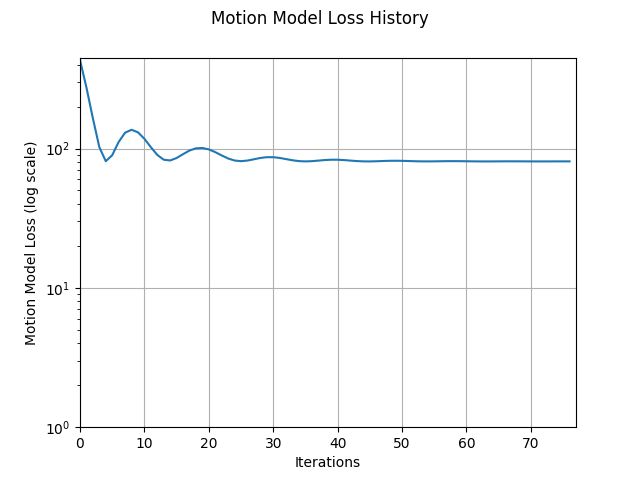 Motion Model Loss History
Motion Model Loss (log scale)
10²
10¹
10⁰
0 10 20 30 40 50 60 70
Iterations